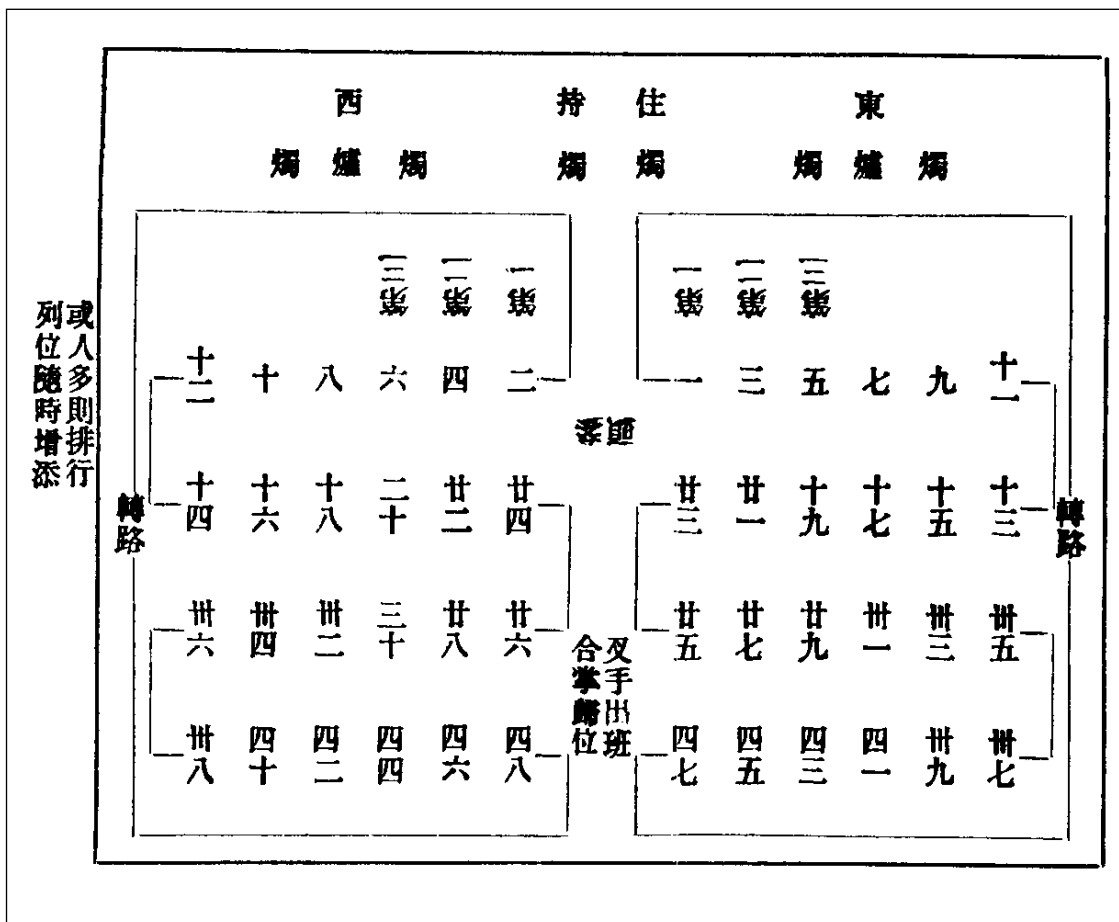 東　住　持　西
燭　爐　燭　燭　燭　燭　爐　燭
第三　第二　第一　第一　第二　第三
十一　九　七　五　三　一　二　四　六　八　十　十二
叅頭
十三　十五　十七　十九　廿一　廿三　廿四　廿二　二十　十八　十六　十四
轉路
轉路
卅五　卅三　卅一　廿九　廿七　廿五　廿六　廿八　三十　卅二　卅四　卅六
叉手出班
合掌歸位
卅七　卅九　四一　四三　四五　四七　四八　四六　四四　四二　四十　卅八
或人多則排行
列位隨時增添